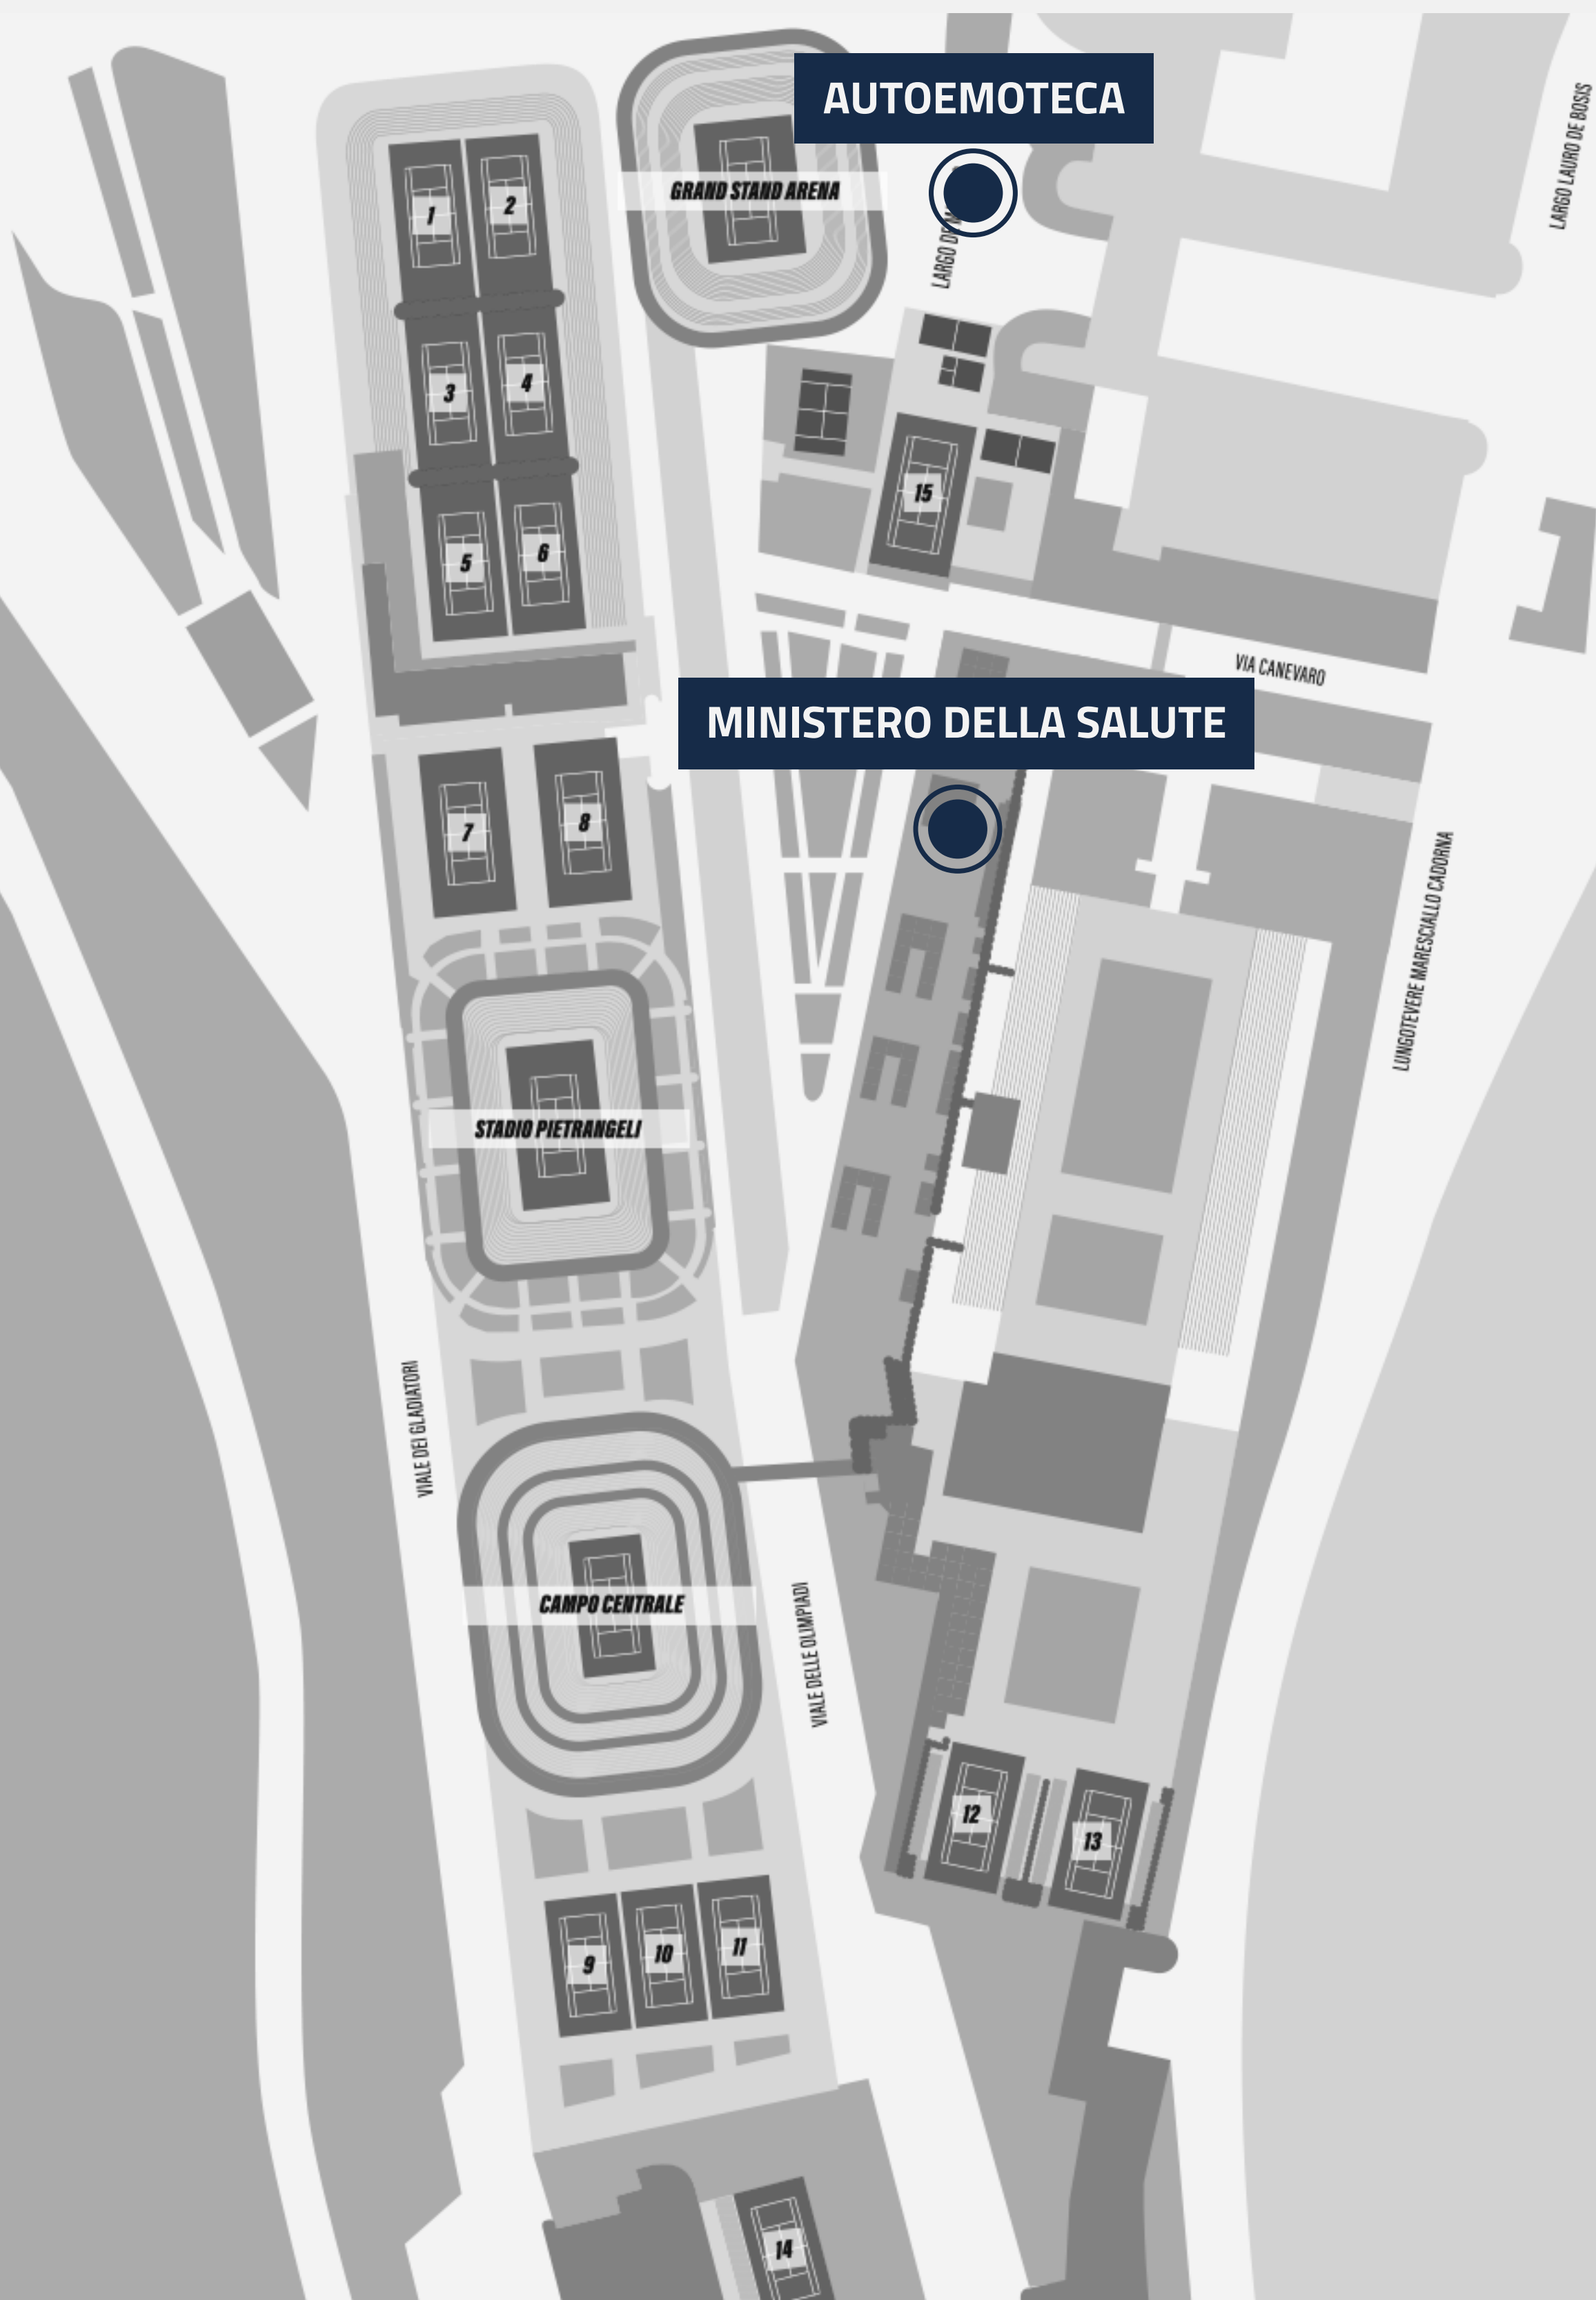 AUTOEMOTECA
GRAND STAND ARENA
LARGO
LARGO LAURO DE BOSIS
1
2
3
4
5
6
15
VIA CANEVARO
MINISTERO DELLA SALUTE
7
8
LUNGOTEVERE MARESCIALLO CADORNA
STADIO PIETRANGELI
VIALE DEI GLADIATORI
CAMPO CENTRALE
VIALE DELLE OLIMPIADI
12
13
9
10
11
14